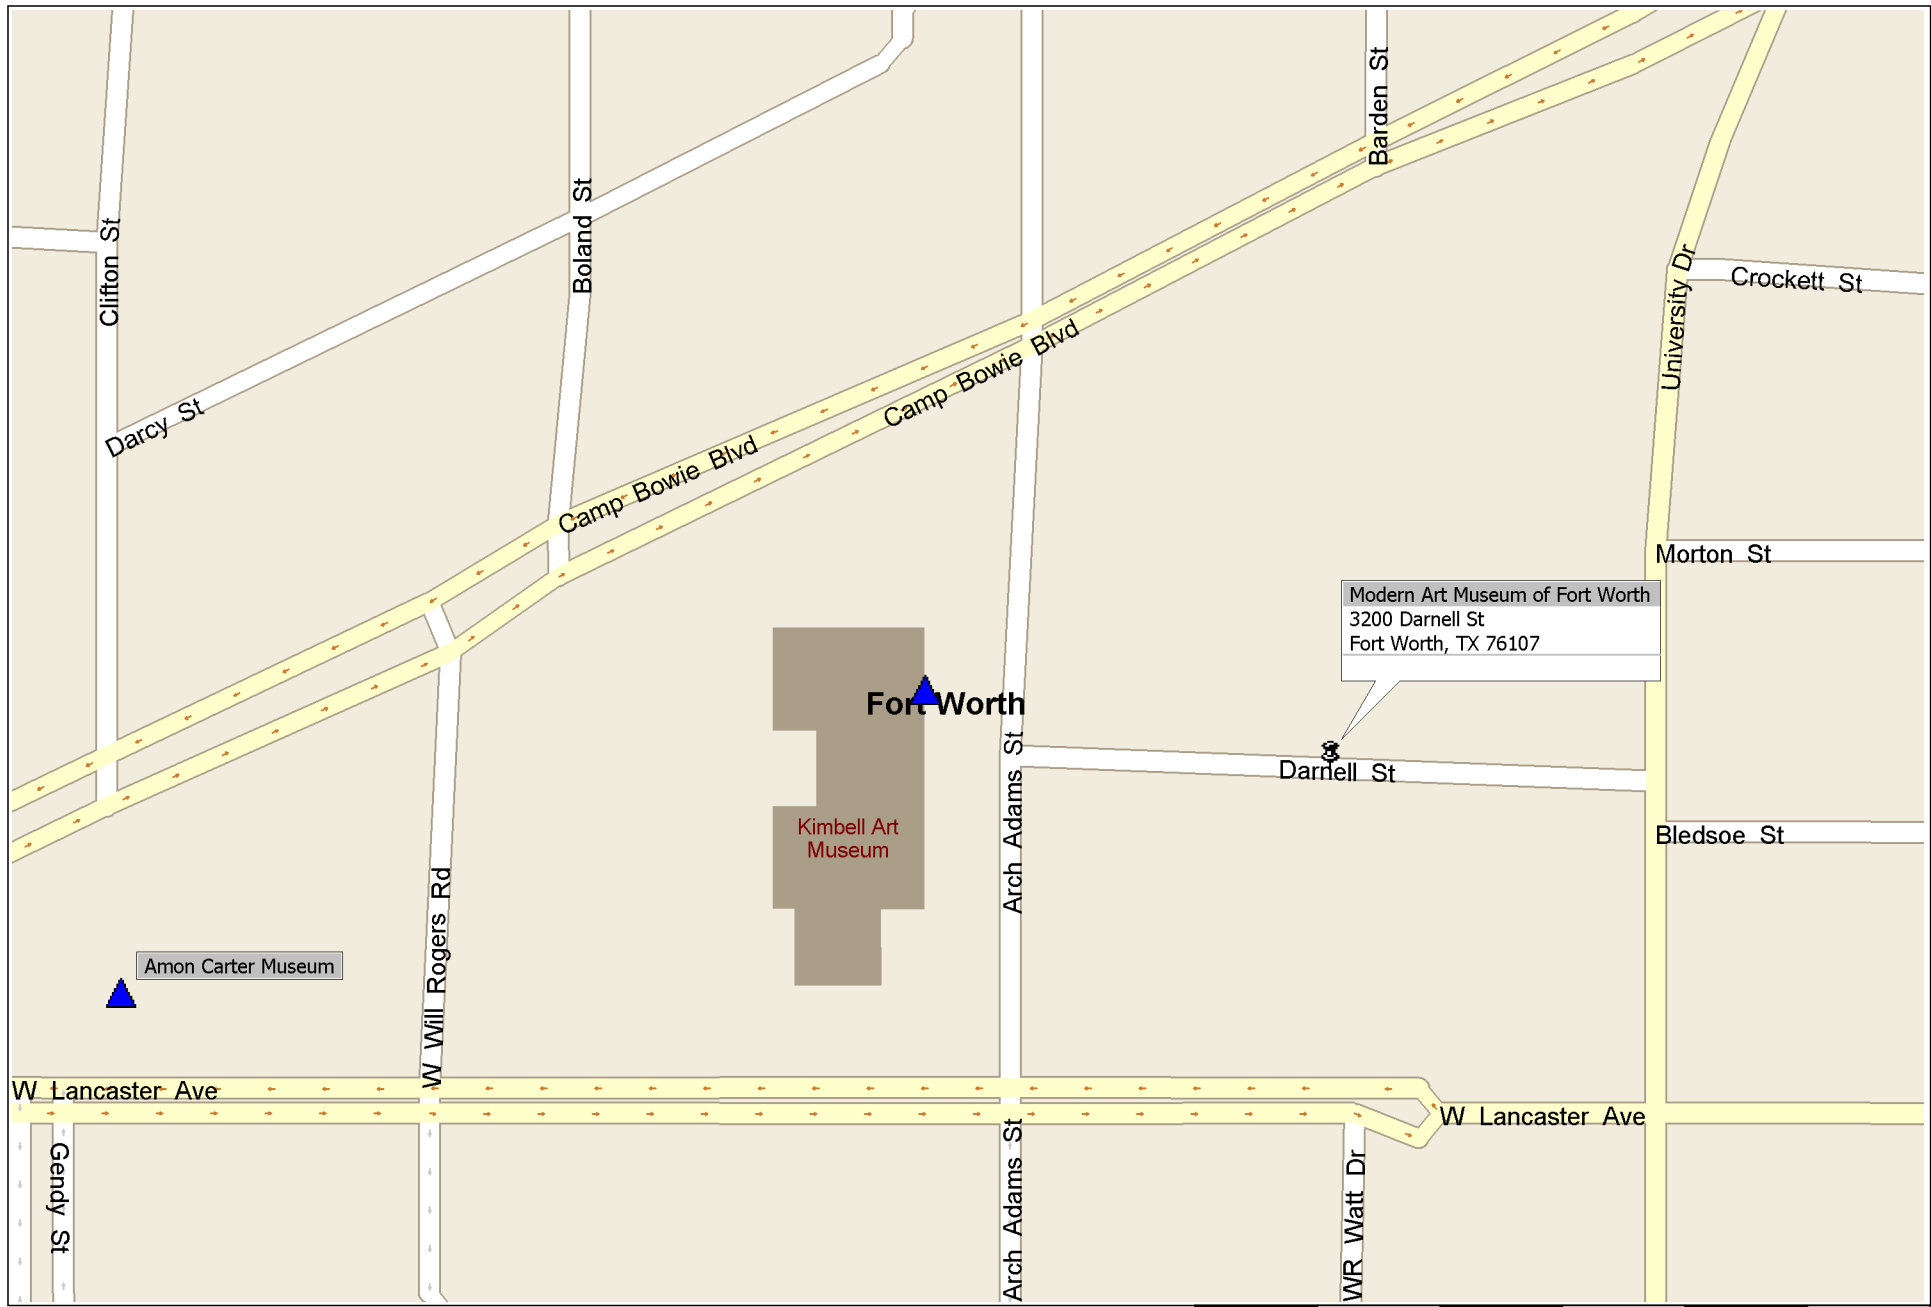 Barden St
Clifton St
Boland St
University Dr
Crockett St
Darcy St
Camp Bowie Blvd
Camp Bowie Blvd
Morton St
Modern Art Museum of Fort Worth
3200 Darnell St
Fort Worth, TX 76107
Fort Worth
Arch Adams St
Darnell St
Kimbell Art
Museum
Bledsoe St
W Will Rogers Rd
Amon Carter Museum
W Lancaster Ave
W Lancaster Ave
Gendy St
Arch Adams St
WR Watt Dr